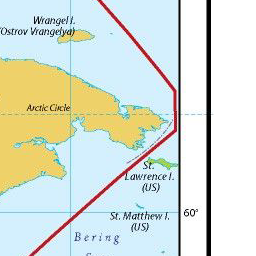 Wrangel I.
(Ostrov Vrangelya)
Arctic Circle
St.
Lawrence I.
(US)
St. Matthew I.
(US)
60°
Bering